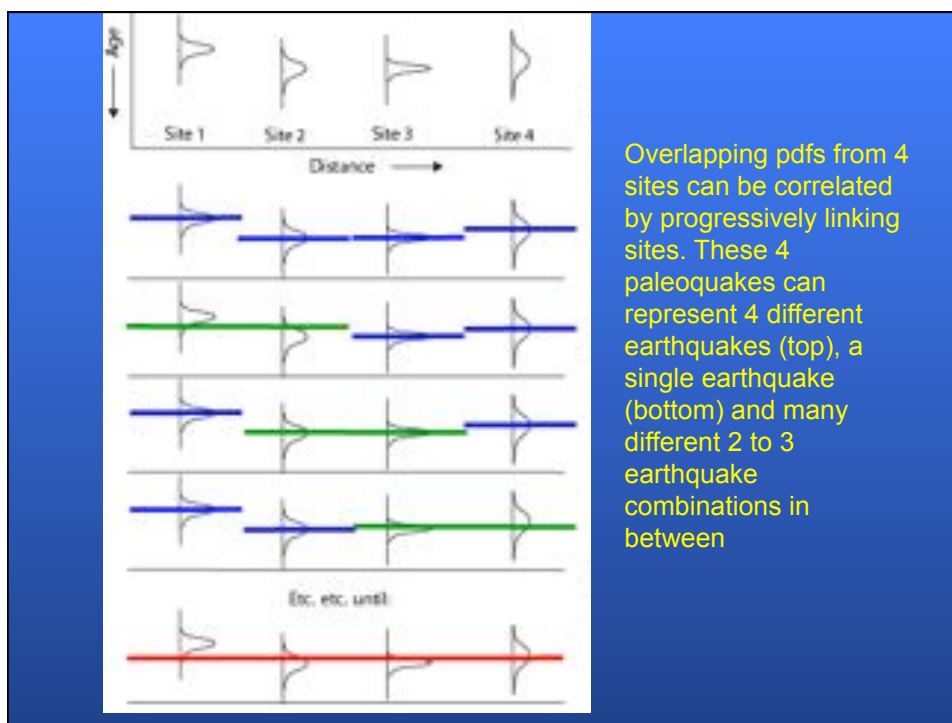 Age
Site 1 Site 2 Site 3 Site 4
Distance
Etc. etc. until:
Overlapping pdfs from 4
sites can be correlated
by progressively linking
sites. These 4
paleoquakes can
represent 4 different
earthquakes (top), a
single earthquake
(bottom) and many
different 2 to 3
earthquake
combinations in
between